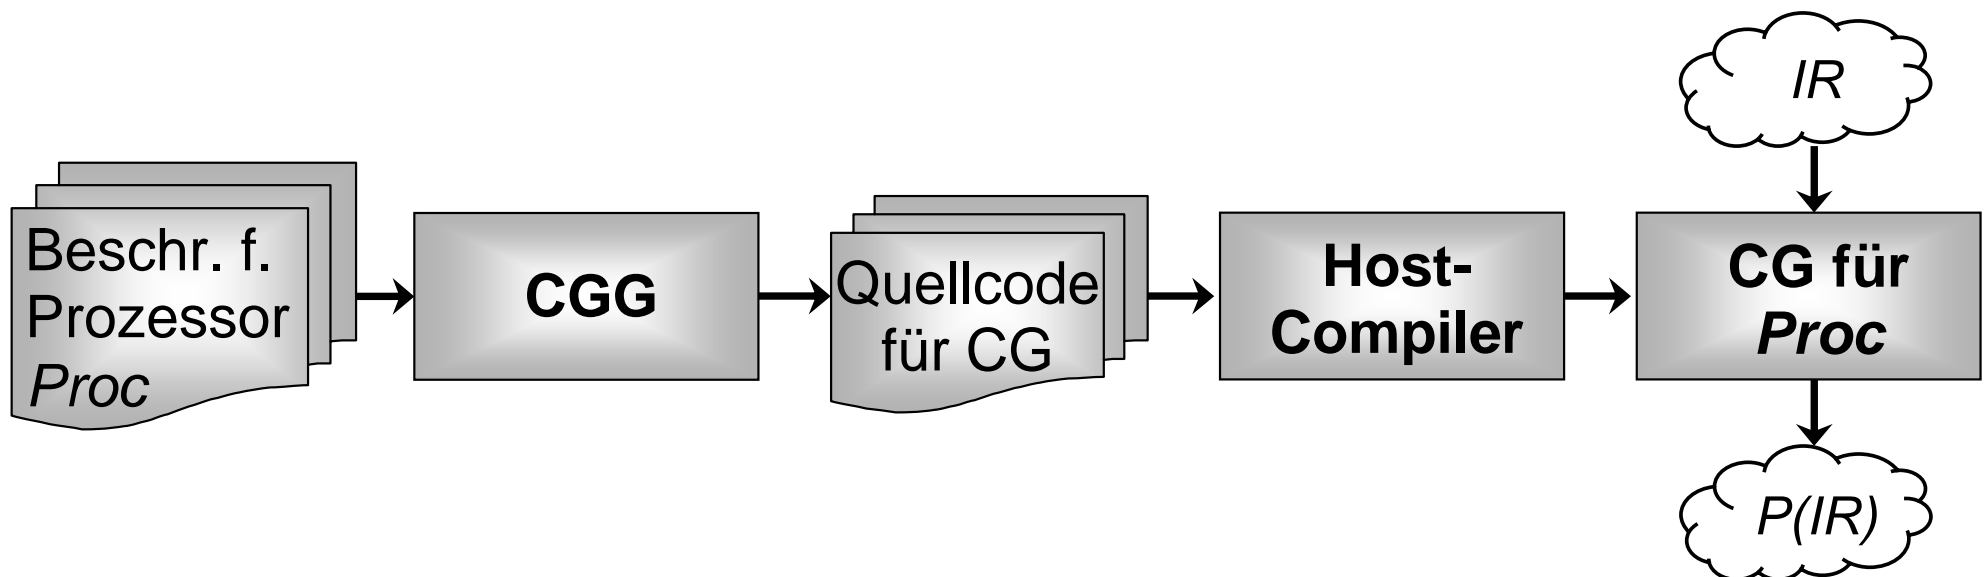 Beschr. f.
Prozessor
Proc
CGG
Quellcode
für CG
Host-
Compiler
IR
CG für
Proc
P(IR)